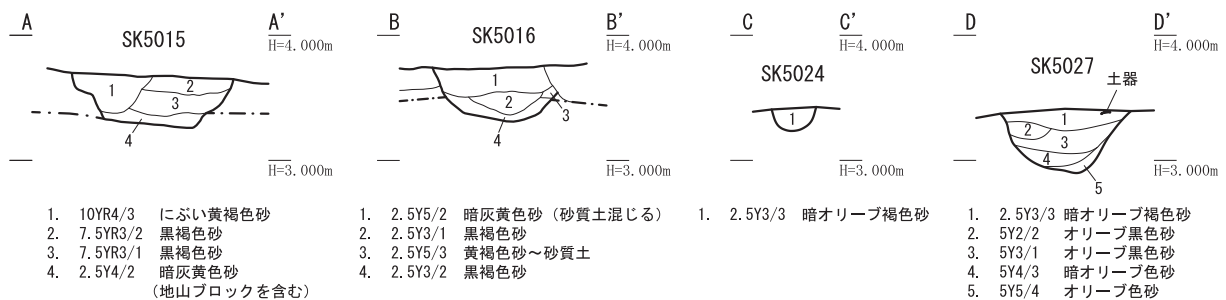 A A'
SK5015
H=4.000m
1
2
3
4
H=3.000m
1. 10YR4/3 にぶい黄褐色砂
2. 7.5YR3/2 黒褐色砂
3. 7.5YR3/1 黒褐色砂
4. 2.5Y4/2 暗灰黄色砂
(地山ブロックを含む)
B B'
SK5016
H=4.000m
1
2
3
4
H=3.000m
1. 2.5Y5/2 暗灰黄色砂（砂質土混じる）
2. 2.5Y3/1 黒褐色砂
3. 2.5Y5/3 黄褐色砂～砂質土
4. 2.5Y3/2 黒褐色砂
C C'
H=4.000m
SK5024
1
H=3.000m
1. 2.5Y3/3 暗オリーブ褐色砂
D D'
H=4.000m
SK5027
土器
1
2
3
4
5
H=3.000m
1. 2.5Y3/3 暗オリーブ褐色砂
2. 5Y2/2 オリーブ黒色砂
3. 5Y3/1 オリーブ黒色砂
4. 5Y4/3 暗オリーブ色砂
5. 5Y5/4 オリーブ色砂